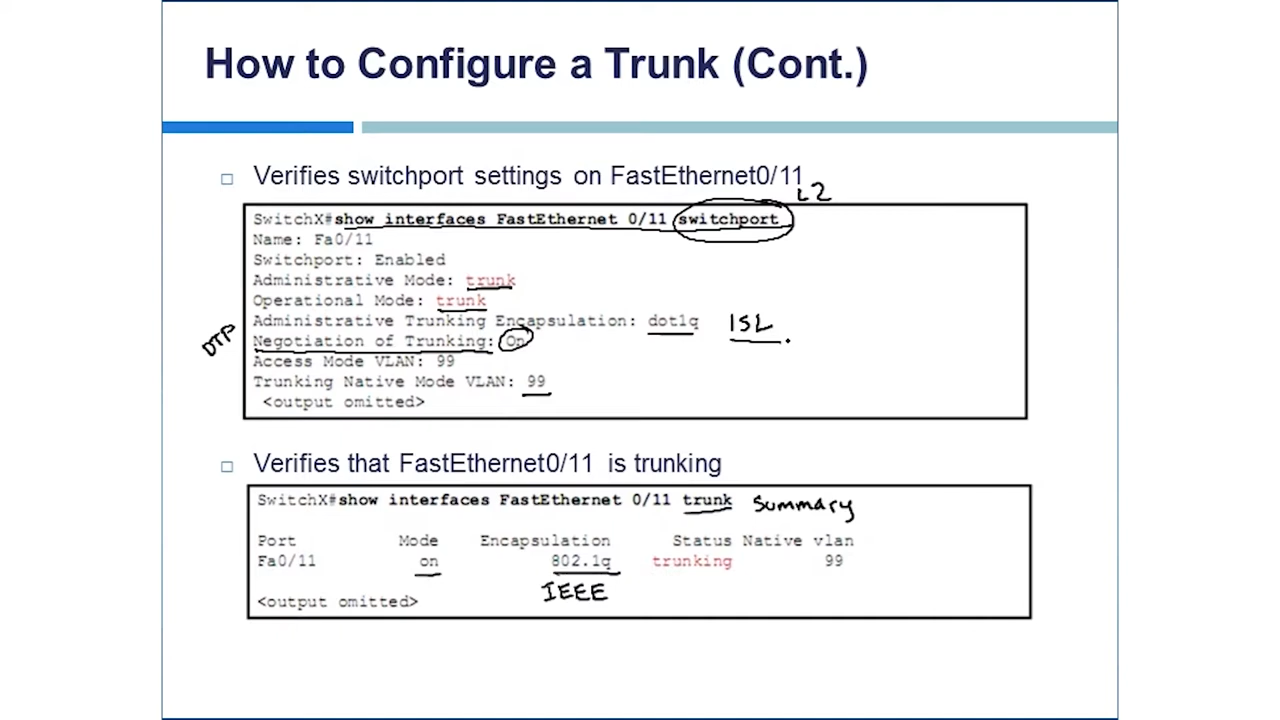 How to Configure a Trunk (Cont.)
Verifies switchport settings on FastEthernet0/11
L2
SwitchX#show interfaces FastEthernet 0/11 switchport
Name: Fa0/11
Switchport: Enabled
Administrative Mode: trunk
Operational Mode: trunk
Administrative Trunking Encapsulation: dot1q ISL
DTP Negotiation of Trunking: On
Access Mode VLAN: 99
Trunking Native Mode VLAN: 99
<output omitted>
Verifies that FastEthernet0/11 is trunking
SwitchX#show interfaces FastEthernet 0/11 trunk Summary
Port Mode Encapsulation Status Native vlan
Fa0/11 on 802.1q trunking 99
IEEE
<output omitted>